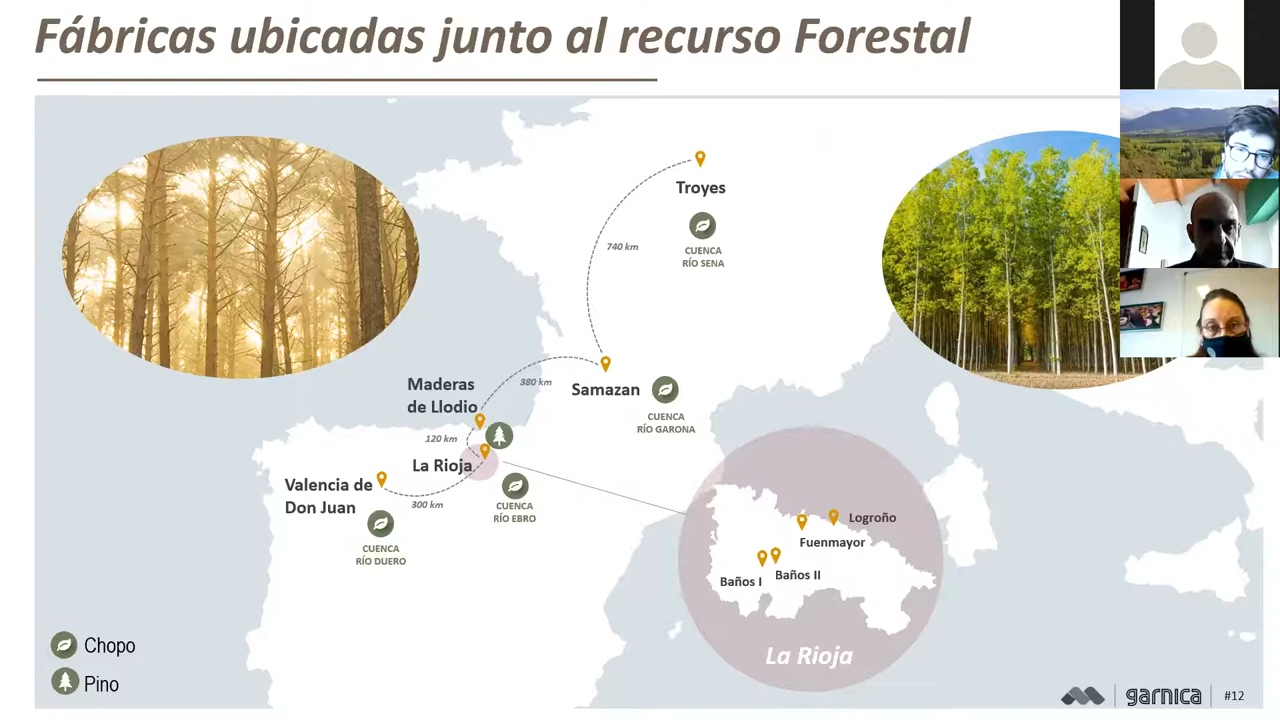 Fábricas ubicadas junto al recurso Forestal
Troyes
CUENCA
RÍO SENA
740 km
380 km
Samazan
CUENCA
RÍO GARONA
Maderas
de Llodio
120 km
La Rioja
Valencia de
Don Juan
300 km
CUENCA
RÍO EBRO
CUENCA
RÍO DUERO
Logroño
Fuenmayor
Baños I
Baños II
La Rioja
Chopo
Pino
garnica
#12